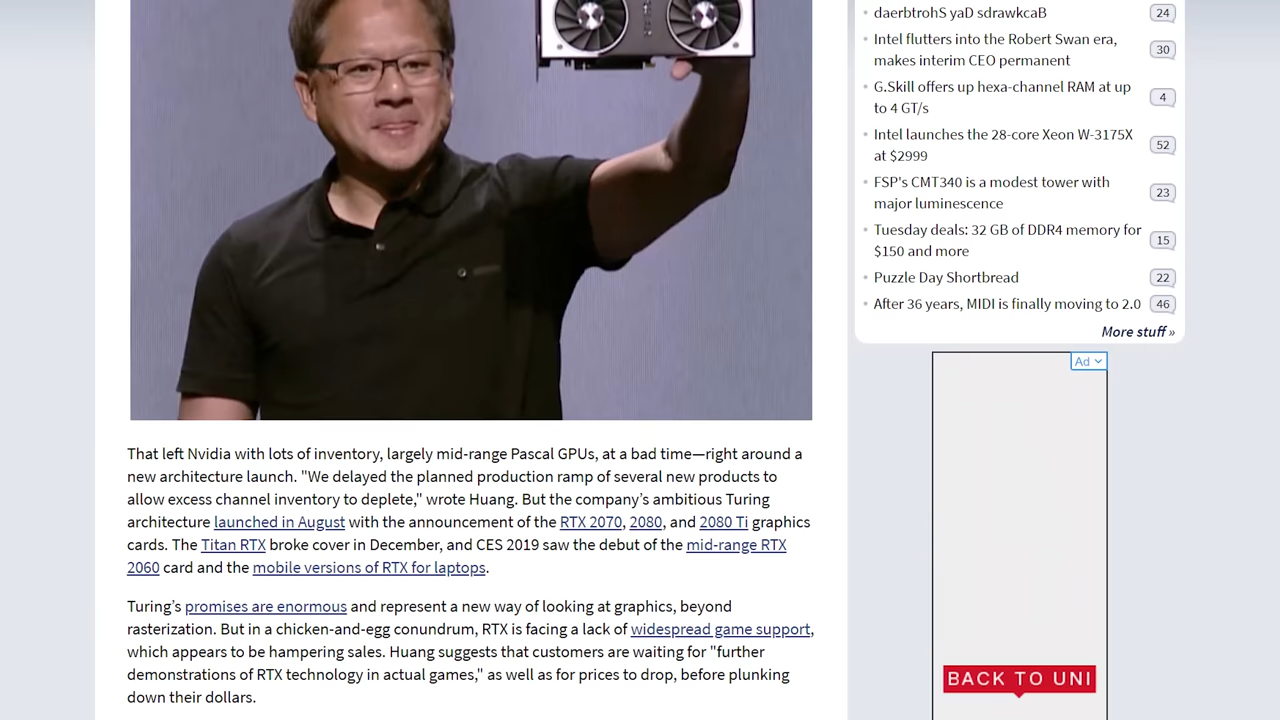 That left Nvidia with lots of inventory, largely mid-range Pascal GPUs, at a bad time—right around a
new architecture launch. "We delayed the planned production ramp of several new products to
allow excess channel inventory to deplete," wrote Huang. But the company's ambitious Turing
architecture launched in August with the announcement of the RTX 2070, 2080, and 2080 Ti graphics
cards. The Titan RTX broke cover in December, and CES 2019 saw the debut of the mid-range RTX
2060 card and the mobile versions of RTX for laptops.
Turing's promises are enormous and represent a new way of looking at graphics, beyond
rasterization. But in a chicken-and-egg conundrum, RTX is facing a lack of widespread game support,
which appears to be hampering sales. Huang suggests that customers are waiting for "further
demonstrations of RTX technology in actual games," as well as for prices to drop, before plunking
down their dollars.
daerbtrohS yaD sdrawkcaB 24
Intel flutters into the Robert Swan era,
makes interim CEO permanent 30
G.Skill offers up hexa-channel RAM at up
to 4 GT/s 4
Intel launches the 28-core Xeon W-3175X
at $2999 52
FSP's CMT340 is a modest tower with
major luminescence 23
Tuesday deals: 32 GB of DDR4 memory for
$150 and more 15
Puzzle Day Shortbread 22
After 36 years, MIDI is finally moving to 2.0 46
More stuff »
Ad
BACK TO UNI